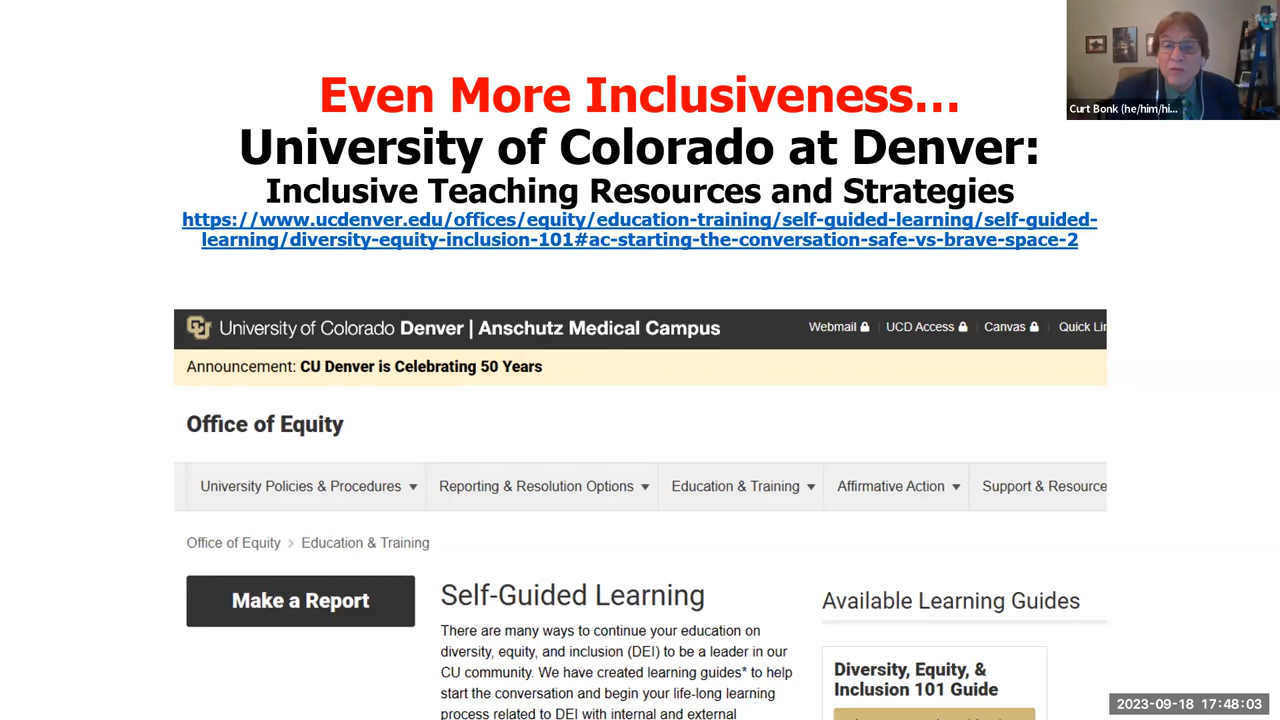 Even More Inclusiveness…
University of Colorado at Denver:
Inclusive Teaching Resources and Strategies
https://www.ucdenver.edu/offices/equity/education-training/self-guided-learning/self-guided-
learning/diversity-equity-inclusion-101#ac-starting-the-conversation-safe-vs-brave-space-2
Curt Bonk (he/him/hi...
University of Colorado Denver | Anschutz Medical Campus
Webmail UCD Access Canvas Quick Lin
Announcement: CU Denver is Celebrating 50 Years
Office of Equity
University Policies & Procedures Reporting & Resolution Options Education & Training Affirmative Action Support & Resource
Office of Equity > Education & Training
Make a Report
Self-Guided Learning
There are many ways to continue your education on
diversity, equity, and inclusion (DEI) to be a leader in our
CU community. We have created learning guides* to help
start the conversation and begin your life-long learning
process related to DEI with internal and external
Available Learning Guides
Diversity, Equity, &
Inclusion 101 Guide
2023-09-18 17:48:03